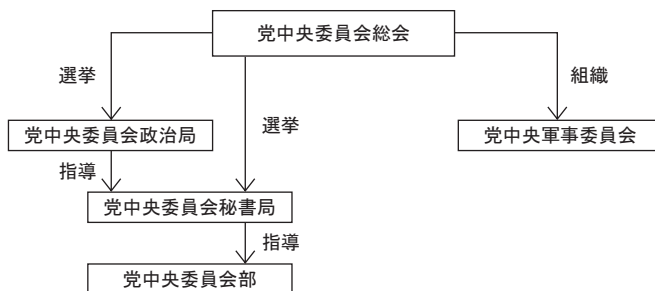 党中央委員会総会
選挙
組織
選挙
党中央委員会政治局
党中央軍事委員会
指導
党中央委員会秘書局
指導
党中央委員会部